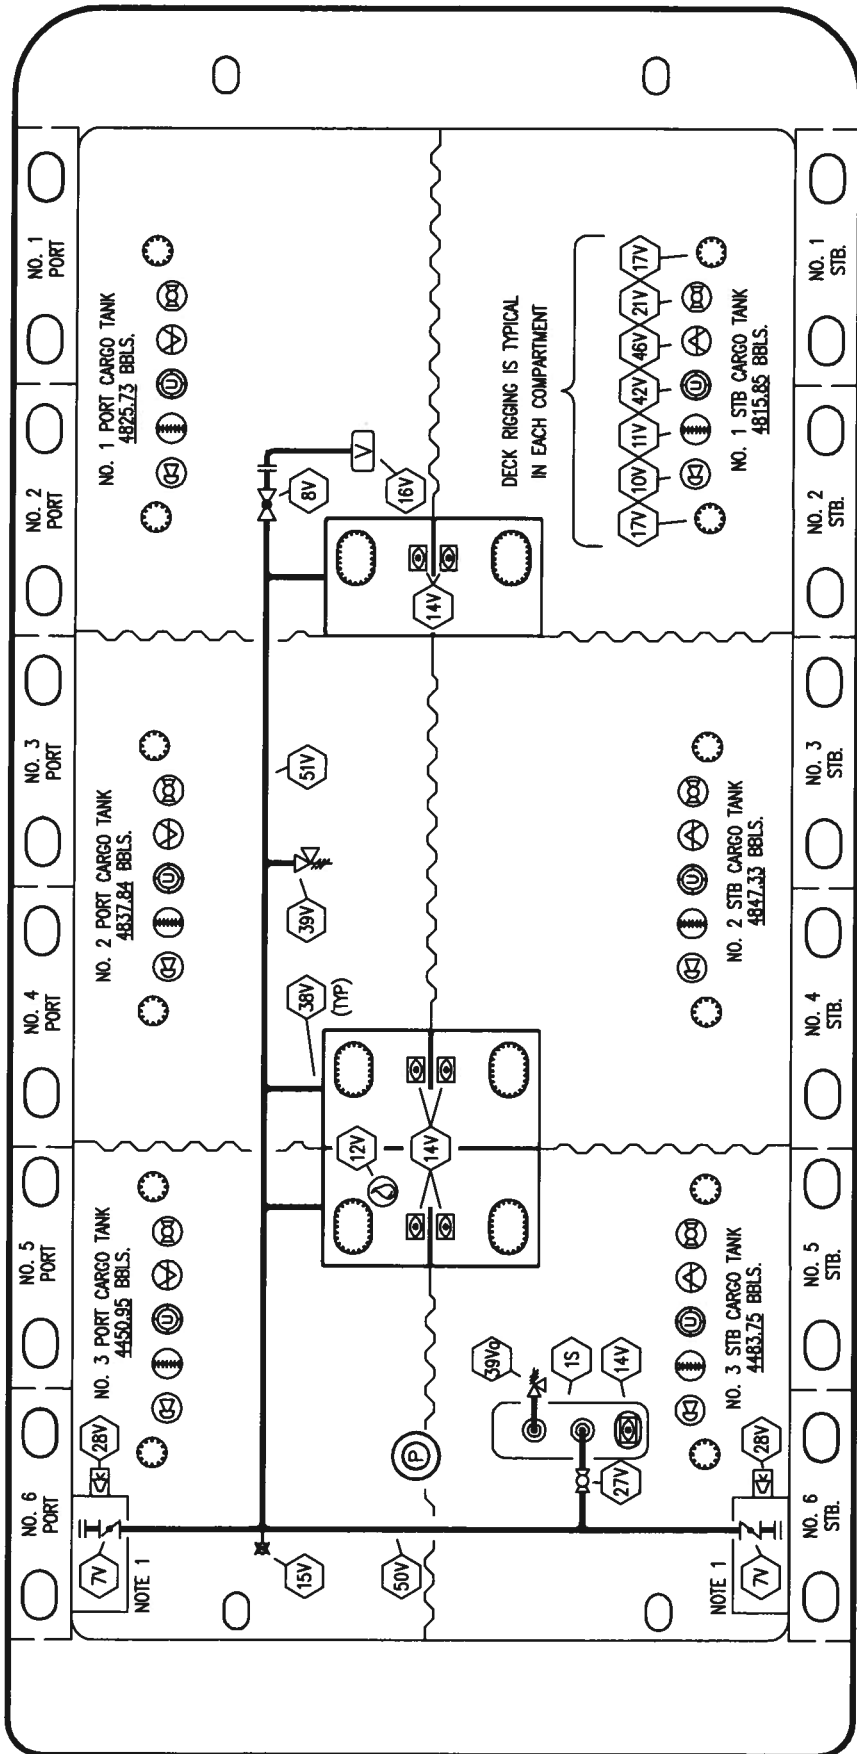 NO. 6
PORT
NO. 5
PORT
NO. 4
PORT
NO. 3
PORT
NO. 2
PORT
NO. 1
PORT
NO. 3 PORT CARGO TANK
4450.95 BBLS.
NO. 2 PORT CARGO TANK
4837.84 BBLS.
NO. 1 PORT CARGO TANK
4825.73 BBLS.
U
U
U
7V
28V
NOTE 1
15V
50V
P
12V
14V
38V
(TYP)
39V
51V
8V
16V
V
14V
39Va
1S
14V
27V
DECK RIGGING IS TYPICAL
IN EACH COMPARTMENT
17V
10V
11V
42V
46V
21V
17V
NOTE 1
7V
28V
U
U
U
NO. 3 STB CARGO TANK
4483.75 BBLS.
NO. 2 STB CARGO TANK
4847.33 BBLS.
NO. 1 STB CARGO TANK
4815.85 BBLS.
NO. 6
STB.
NO. 5
STB.
NO. 4
STB.
NO. 3
STB.
NO. 2
STB.
NO. 1
STB.